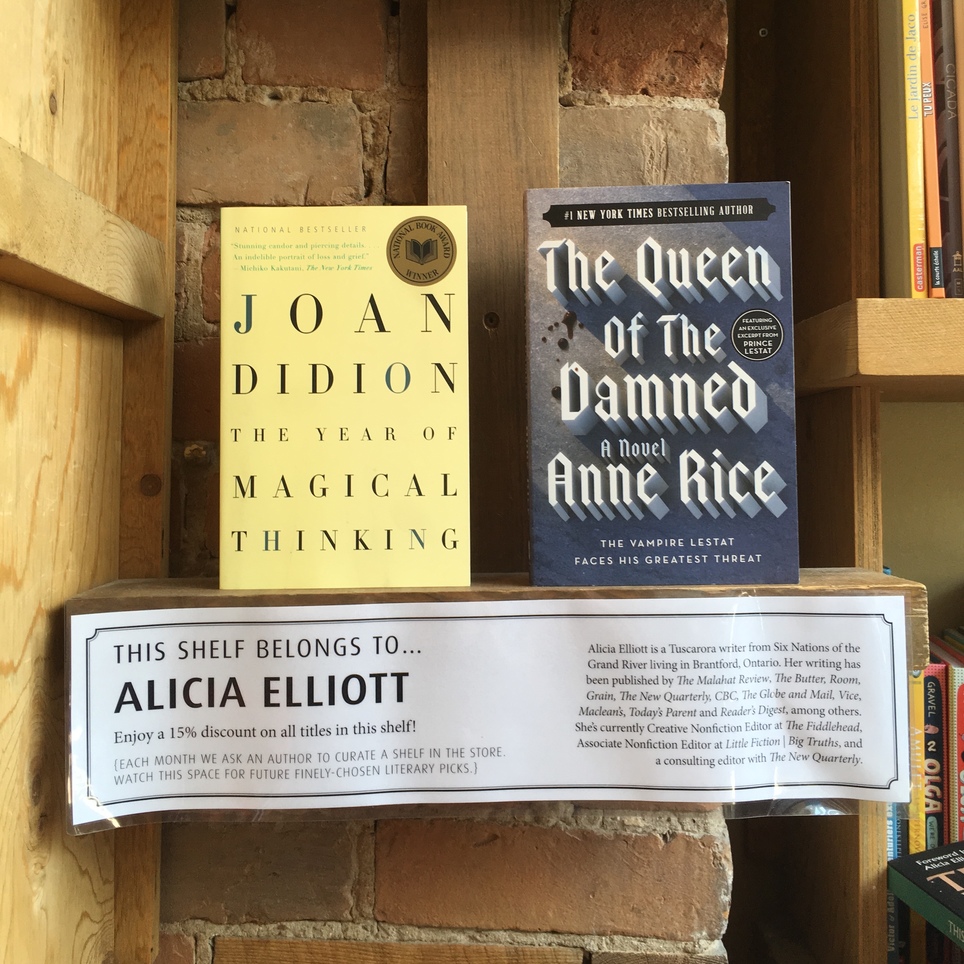 NATIONAL BESTSELLER
"Stunning candor and piercing details. . . .
An indelible portrait of loss and grief."
—Michiko Kakutani, The New York Times
NATIONAL BOOK AWARD
WINNER
JOAN
DIDION
THE YEAR OF
MAGICAL
THINKING
#1 NEW YORK TIMES BESTSELLING AUTHOR
The Queen
Of The
Damned
FEATURING
AN EXCLUSIVE
EXCERPT FROM
PRINCE
LESTAT
A Novel
Anne Rice
THE VAMPIRE LESTAT
FACES HIS GREATEST THREAT
THIS SHELF BELONGS TO...
ALICIA ELLIOTT
Enjoy a 15% discount on all titles in this shelf!
(EACH MONTH WE ASK AN AUTHOR TO CURATE A SHELF IN THE STORE.
WATCH THIS SPACE FOR FUTURE FINELY-CHOSEN LITERARY PICKS.)
Alicia Elliott is a Tuscarora writer from Six Nations of the
Grand River living in Brantford, Ontario. Her writing has
been published by The Malahat Review, The Butter, Room,
Grain, The New Quarterly, CBC, The Globe and Mail, Vice,
Maclean's, Today's Parent and Reader's Digest, among others.
She's currently Creative Nonfiction Editor at The Fiddlehead,
Associate Nonfiction Editor at Little Fiction | Big Truths, and
a consulting editor with The New Quarterly.
Le jardin de Jaco
casterman
TU PEUX
CICADA
GRAVEL
2 OLGA
Foreword by